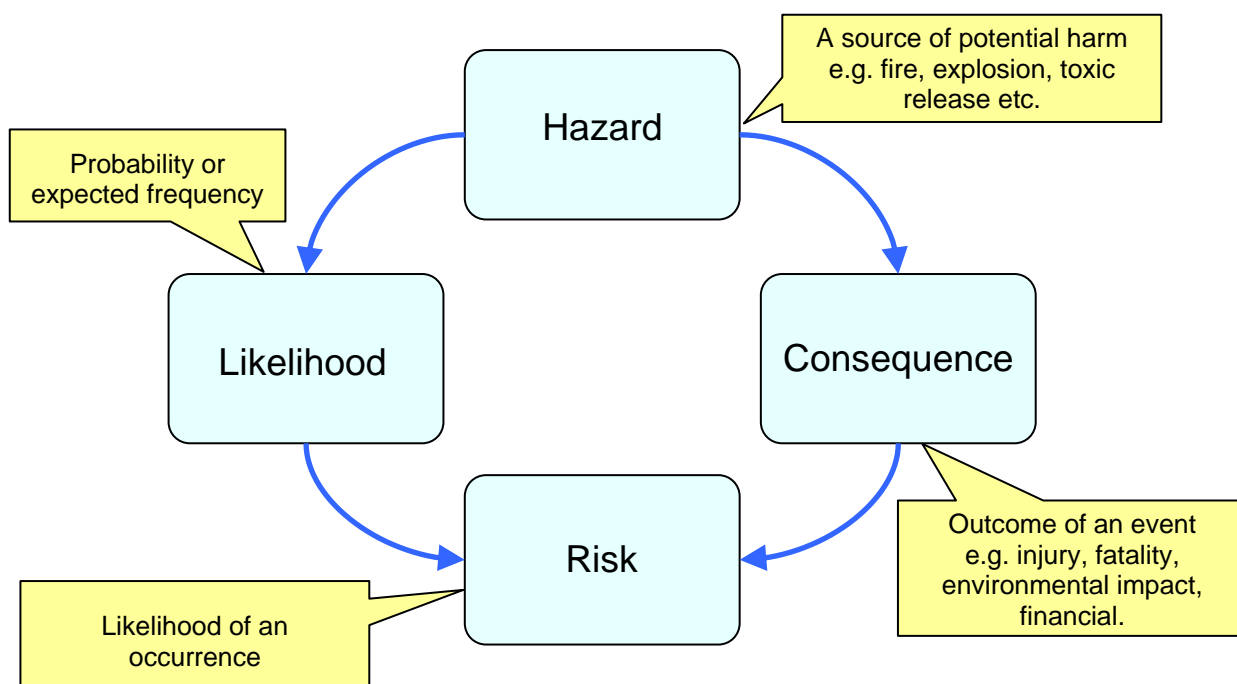 A source of potential harm
e.g. fire, explosion, toxic
release etc.
Hazard
Probability or
expected frequency
Likelihood
Consequence
Risk
Outcome of an event
e.g. injury, fatality,
environmental impact,
financial.
Likelihood of an
occurrence